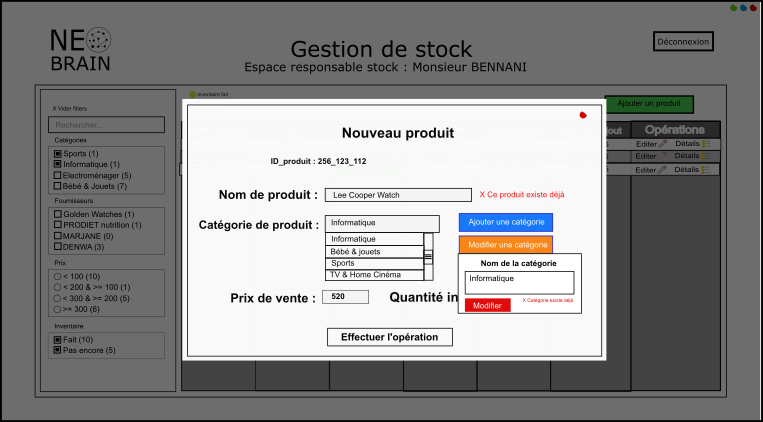 NEO
BRAIN
Gestion de stock
Espace responsable stock : Monsieur BENNANI
Déconnexion
Inventaire fait
Ajouter un produit
X Vider filters
Rechercher...
Catégories
Sports (1)
Informatique (1)
Electroménager (5)
Bébé & Jouets (7)
Fournisseurs
Golden Watches (1)
PRODIET nutrition (1)
MARJANE (0)
DENWA (3)
Prix
< 100 (10)
< 200 & >= 100 (1)
< 300 & >= 200 (5)
>= 300 (6)
Inventaire
Fait (10)
Pas encore (5)
Nouveau produit
ID_produit : 256_123_112
Nom de produit : Lee Cooper Watch X Ce produit existe déjà
Catégorie de produit : Informatique Ajouter une catégorie
Informatique Modifier une catégorie
Bébé & jouets
Sports
TV & Home Cinéma
Nom de la catégorie
Informatique
X Catégorie existe déjà
Modifier
Prix de vente : 520 Quantité in
Effectuer l'opération
Opérations
Editer Détails
Editer Détails
Editer Détails